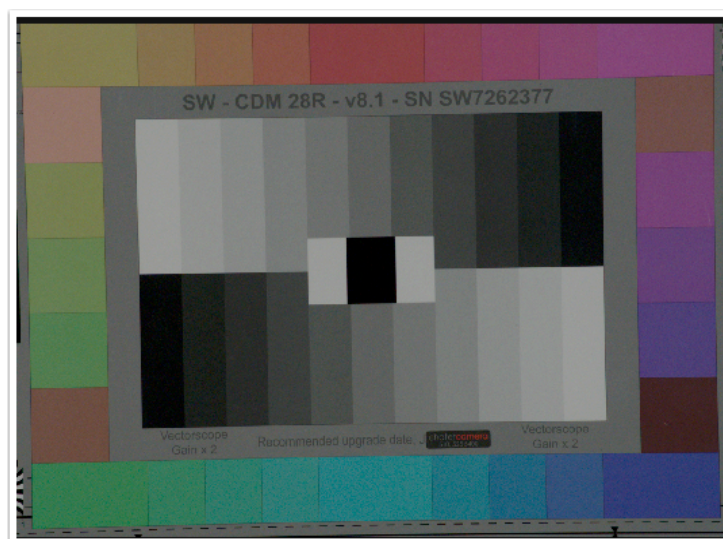 SW - CDM 28R - v8.1 - SN SW7262377
Vectorscope
Gain x 2
Recommended upgrade date:
Vectorscope
Gain x 2